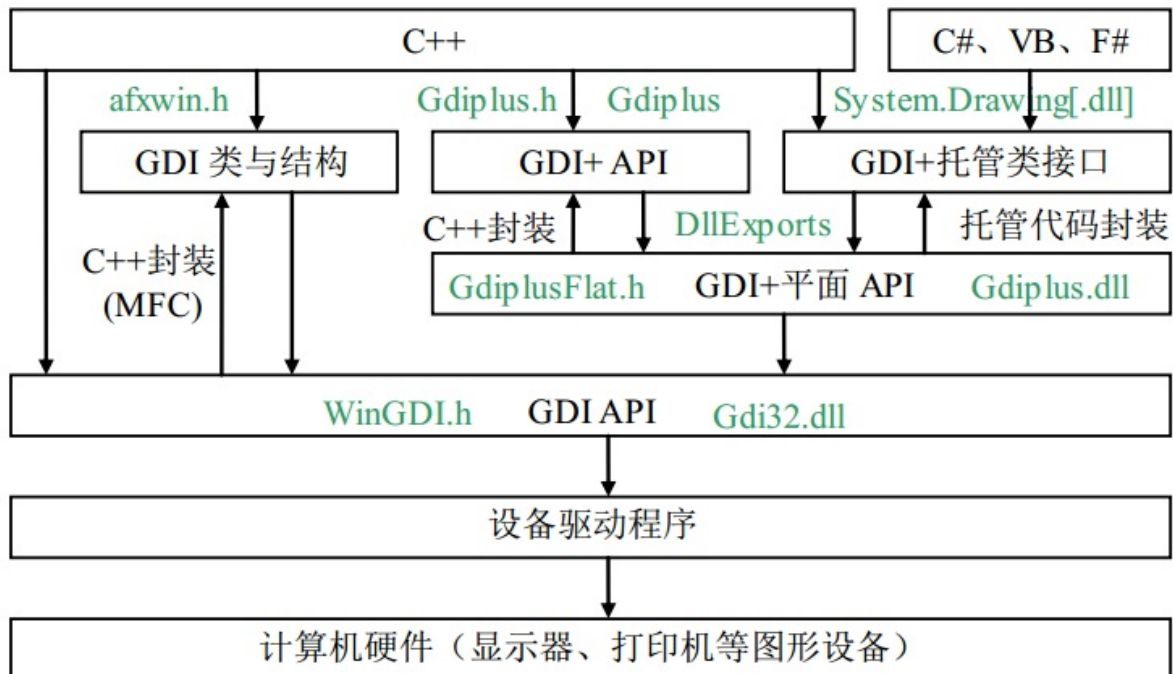 C++
C#、VB、F#
afxwin.h
Gdiplus.h
Gdiplus
System.Drawing[.dll]
GDI 类与结构
GDI+ API
GDI+托管类接口
C++封装
(MFC)
C++封装
DllExports
托管代码封装
GdiplusFlat.h
GDI+平面 API
Gdiplus.dll
WinGDI.h
GDI API
Gdi32.dll
设备驱动程序
计算机硬件（显示器、打印机等图形设备）